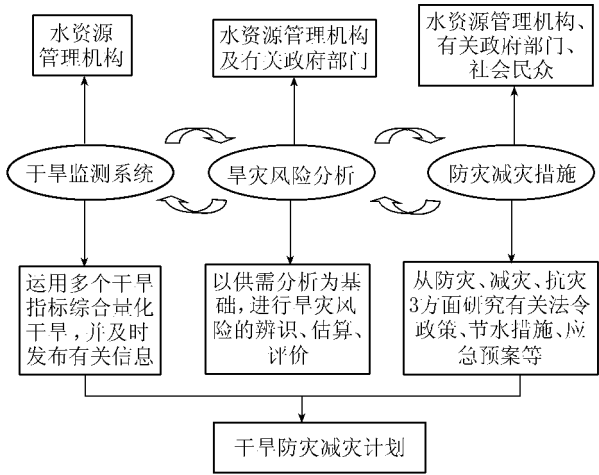 水资源
管理机构
水资源管理机构
及有关政府部门
水资源管理机构、
有关政府部门、
社会民众
干旱监测系统
旱灾风险分析
防灾减灾措施
运用多个干旱
指标综合量化
干旱,并及时
发布有关信息
以供需分析为基
础,进行旱灾风
险的辨识、估算、
评价
从防灾、减灾、抗灾
3方面研究有关法令
政策、节水措施、应
急预案等
干旱防灾减灾计划